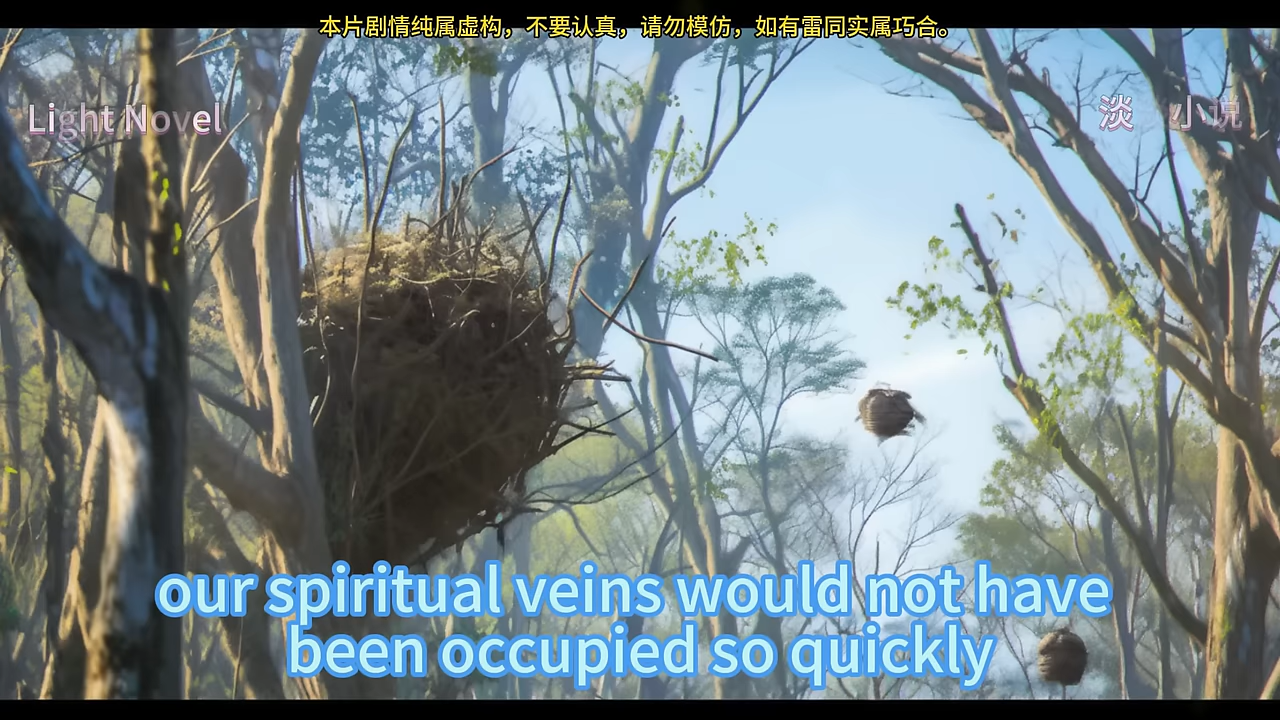 本片剧情纯属虚构，不要认真，请勿模仿，如有雷同实属巧合。
Light Novel
淡 小说
our spiritual veins would not have
been occupied so quickly